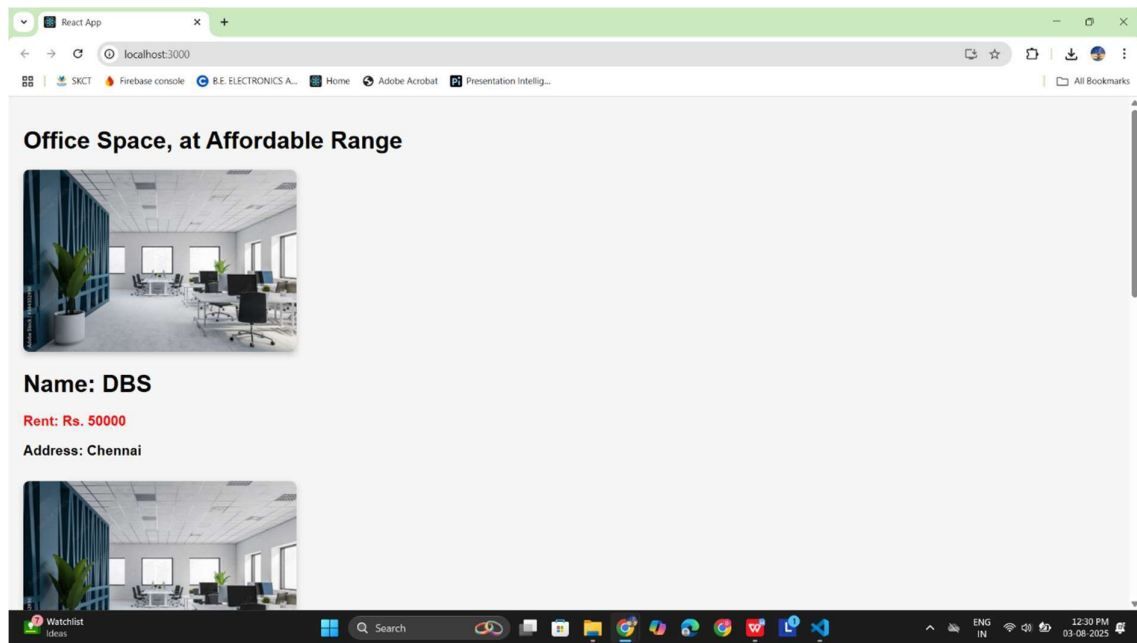 React App
localhost:3000
SKCT
Firebase console
B.E. ELECTRONICS A...
Home
Adobe Acrobat
Presentation Intellig...
All Bookmarks
Office Space, at Affordable Range
Name: DBS
Rent: Rs. 50000
Address: Chennai
7
Watchlist
Ideas
Search
ENG
IN
12:30 PM
03-08-2025